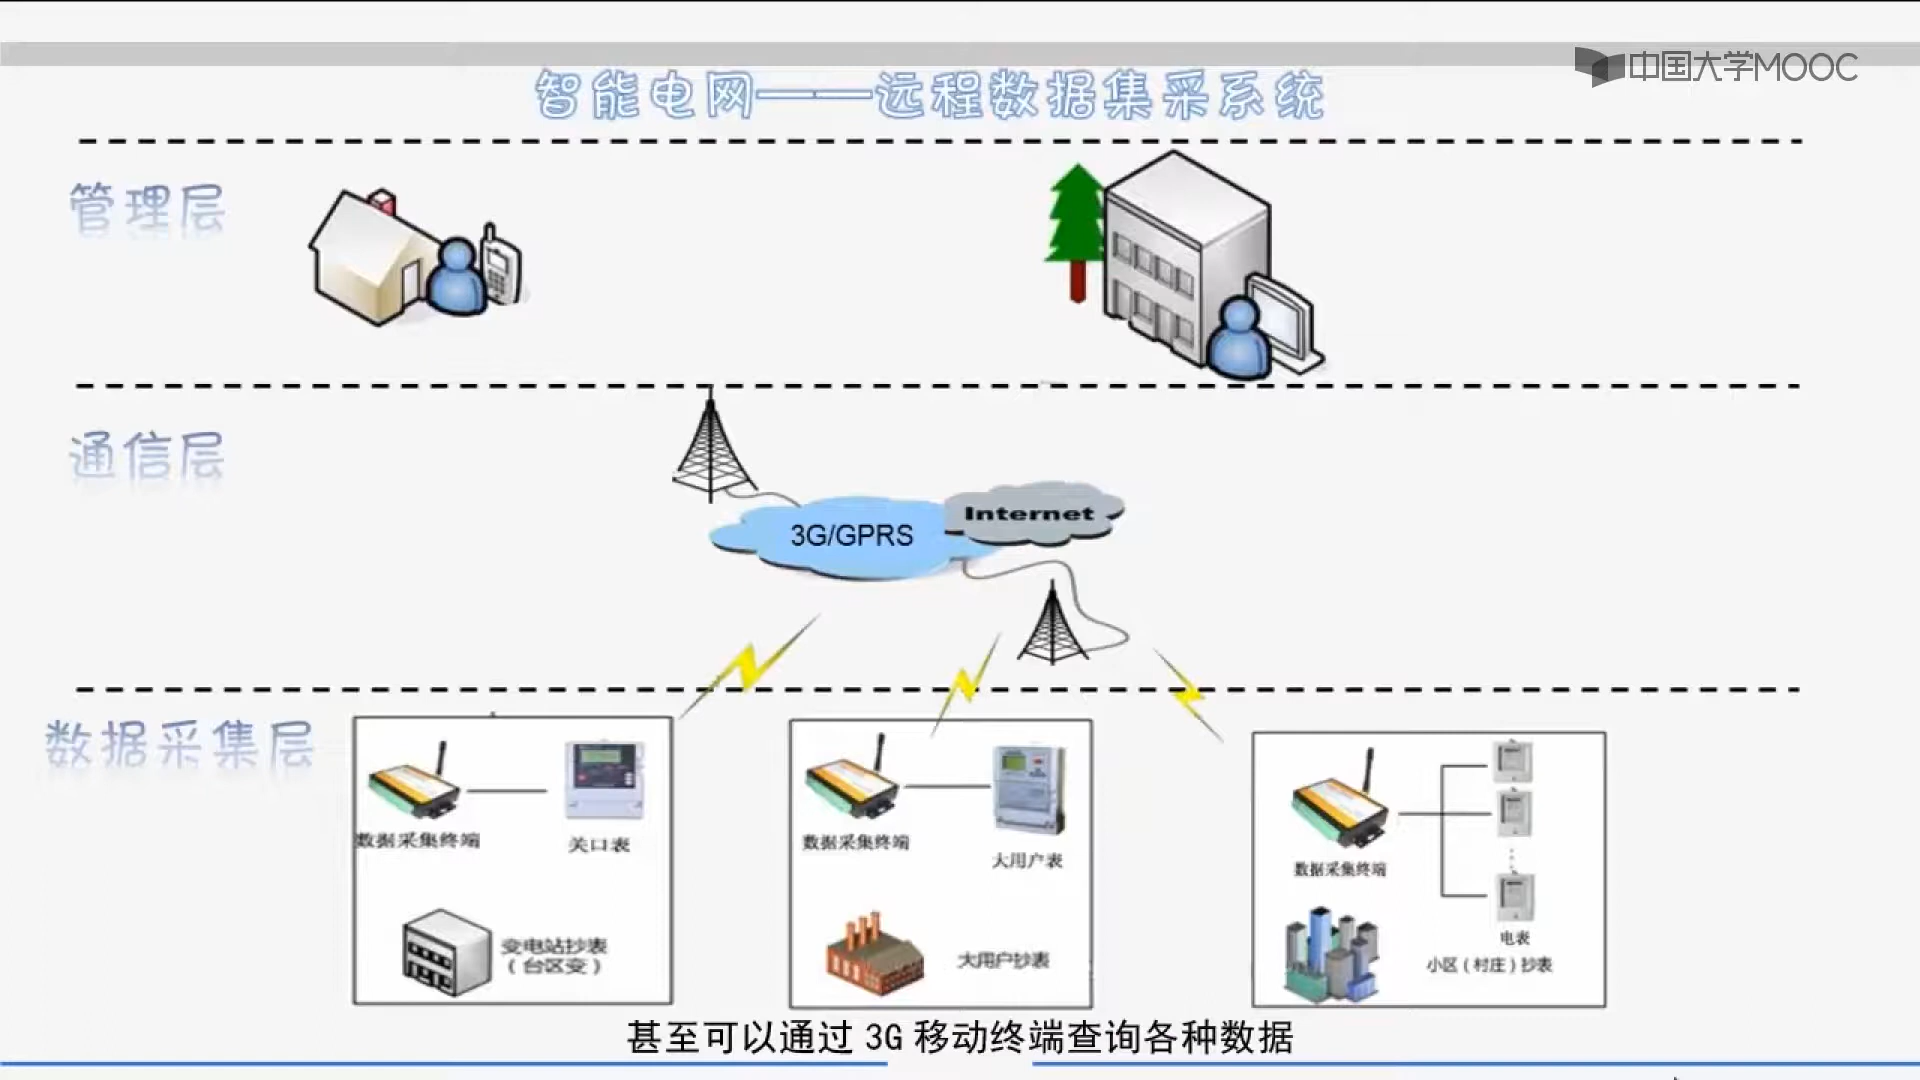 中国大学MOOC
智能电网——远程数据集采系统
管理层
通信层
3G/GPRS
Internet
数据采集层
数据采集终端
关口表
变电站抄表
（台区变）
数据采集终端
大用户表
大用户抄表
数据采集终端
电表
小区（村庄）抄表
甚至可以通过 3G 移动终端查询各种数据